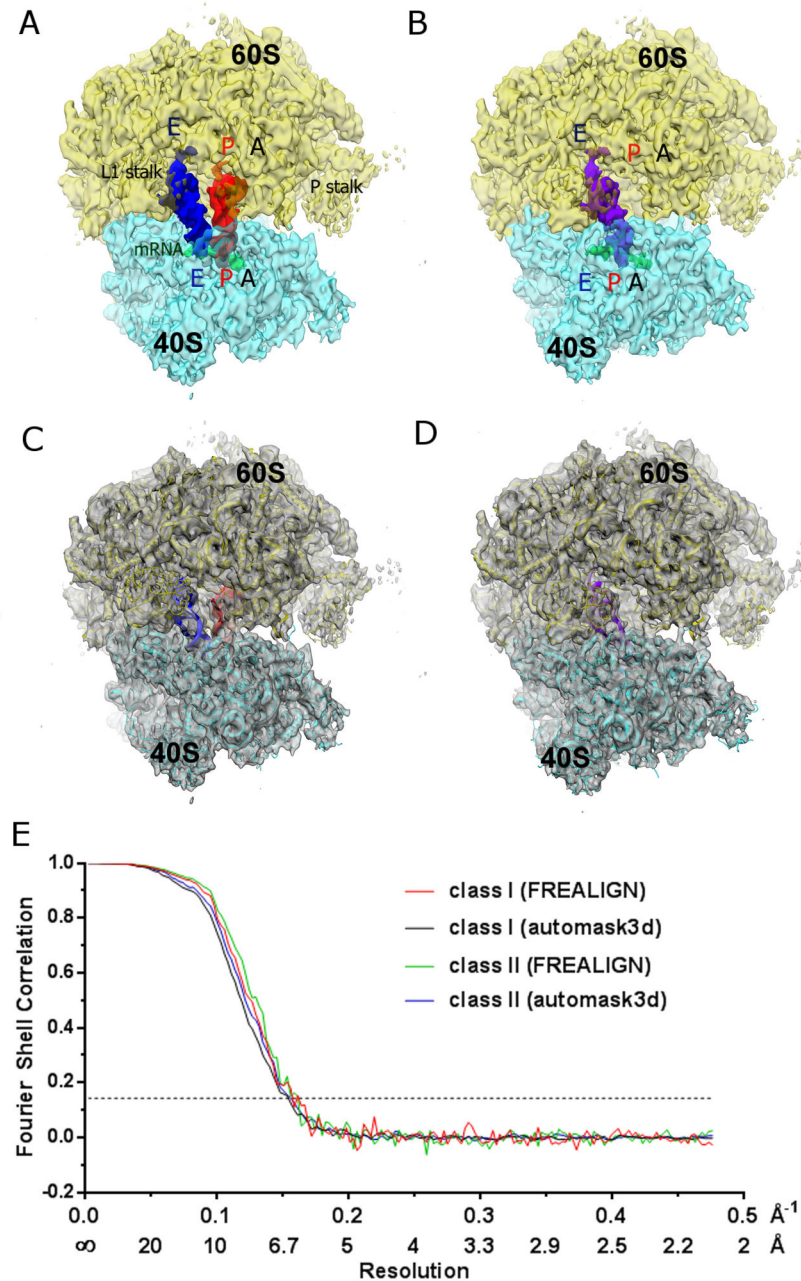 A
60S
E
P A
L1 stalk
P stalk
mRNA
E P A
40S
B
60S
E
P A
E P A
40S
C
60S
40S
D
60S
40S
E
1.0
0.8
0.6
0.4
0.2
0.0
-0.2
Fourier Shell Correlation
class I (FREALIGN)
class I (automask3d)
class II (FREALIGN)
class II (automask3d)
0.0 0.1 0.2 0.3 0.4 0.5 Å⁻¹
∞ 20 10 6.7 5 4 3.3 2.9 2.5 2.2 2 Å
Resolution